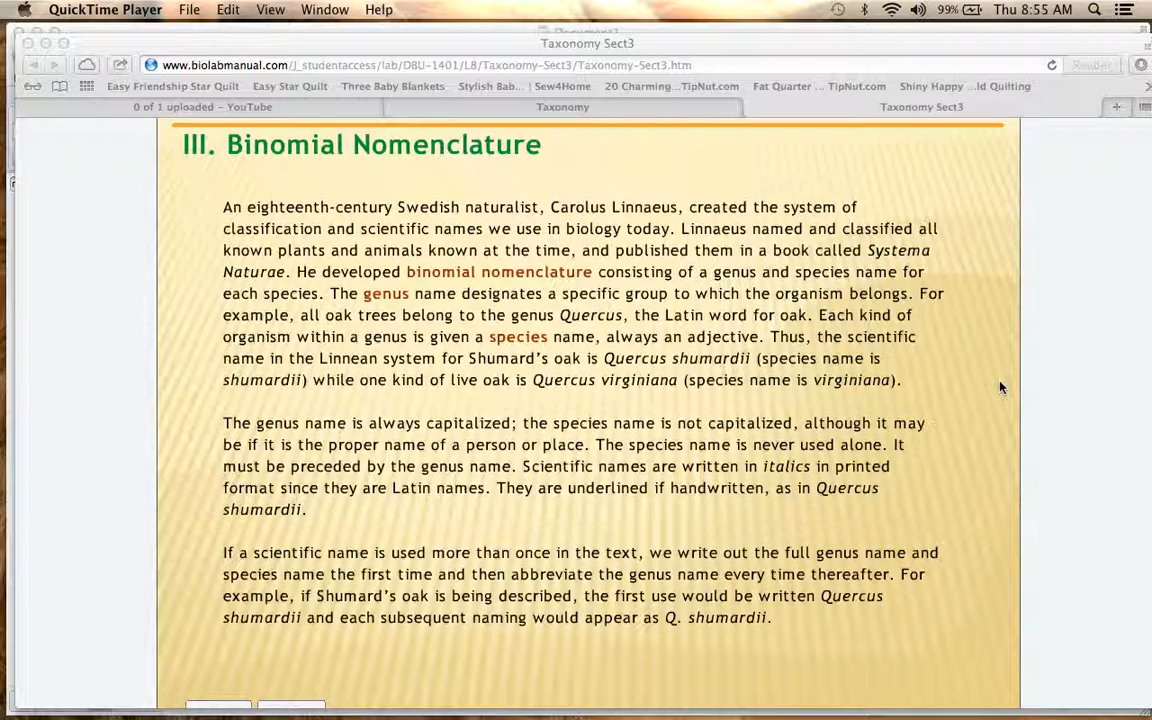 QuickTime Player File Edit View Window Help 99% Thu 8:55 AM
Taxonomy Sect3
www.biolabmanual.com/J_studentaccess/lab/DBU-1401/L8/Taxonomy-Sect3/Taxonomy-Sect3.htm Reader
Easy Friendship Star Quilt Easy Star Quilt Three Baby Blankets Stylish Bab... | Sew4Home 20 Charming...TipNut.com Fat Quarter ... TipNut.com Shiny Happy ...ld Quilting
0 of 1 uploaded - YouTube Taxonomy Taxonomy Sect3
III. Binomial Nomenclature
An eighteenth-century Swedish naturalist, Carolus Linnaeus, created the system of
classification and scientific names we use in biology today. Linnaeus named and classified all
known plants and animals known at the time, and published them in a book called Systema
Naturae. He developed binomial nomenclature consisting of a genus and species name for
each species. The genus name designates a specific group to which the organism belongs. For
example, all oak trees belong to the genus Quercus, the Latin word for oak. Each kind of
organism within a genus is given a species name, always an adjective. Thus, the scientific
name in the Linnean system for Shumard's oak is Quercus shumardii (species name is
shumardii) while one kind of live oak is Quercus virginiana (species name is virginiana).
The genus name is always capitalized; the species name is not capitalized, although it may
be if it is the proper name of a person or place. The species name is never used alone. It
must be preceded by the genus name. Scientific names are written in italics in printed
format since they are Latin names. They are underlined if handwritten, as in Quercus
shumardii.
If a scientific name is used more than once in the text, we write out the full genus name and
species name the first time and then abbreviate the genus name every time thereafter. For
example, if Shumard's oak is being described, the first use would be written Quercus
shumardii and each subsequent naming would appear as Q. shumardii.